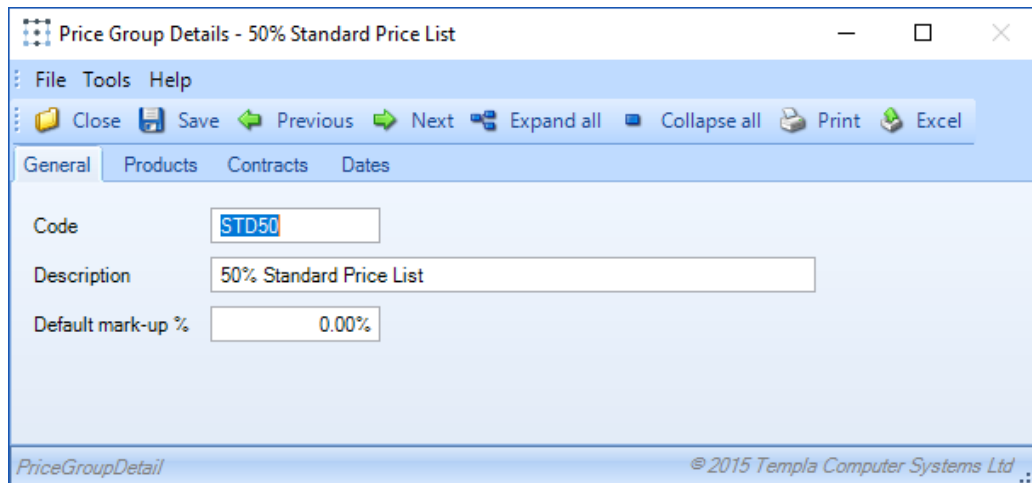 Price Group Details - 50% Standard Price List
File Tools Help
Close Save Previous Next Expand all Collapse all Print Excel
General Products Contracts Dates
Code STD50
Description 50% Standard Price List
Default mark-up % 0.00%
PriceGroupDetail © 2015 Templa Computer Systems Ltd